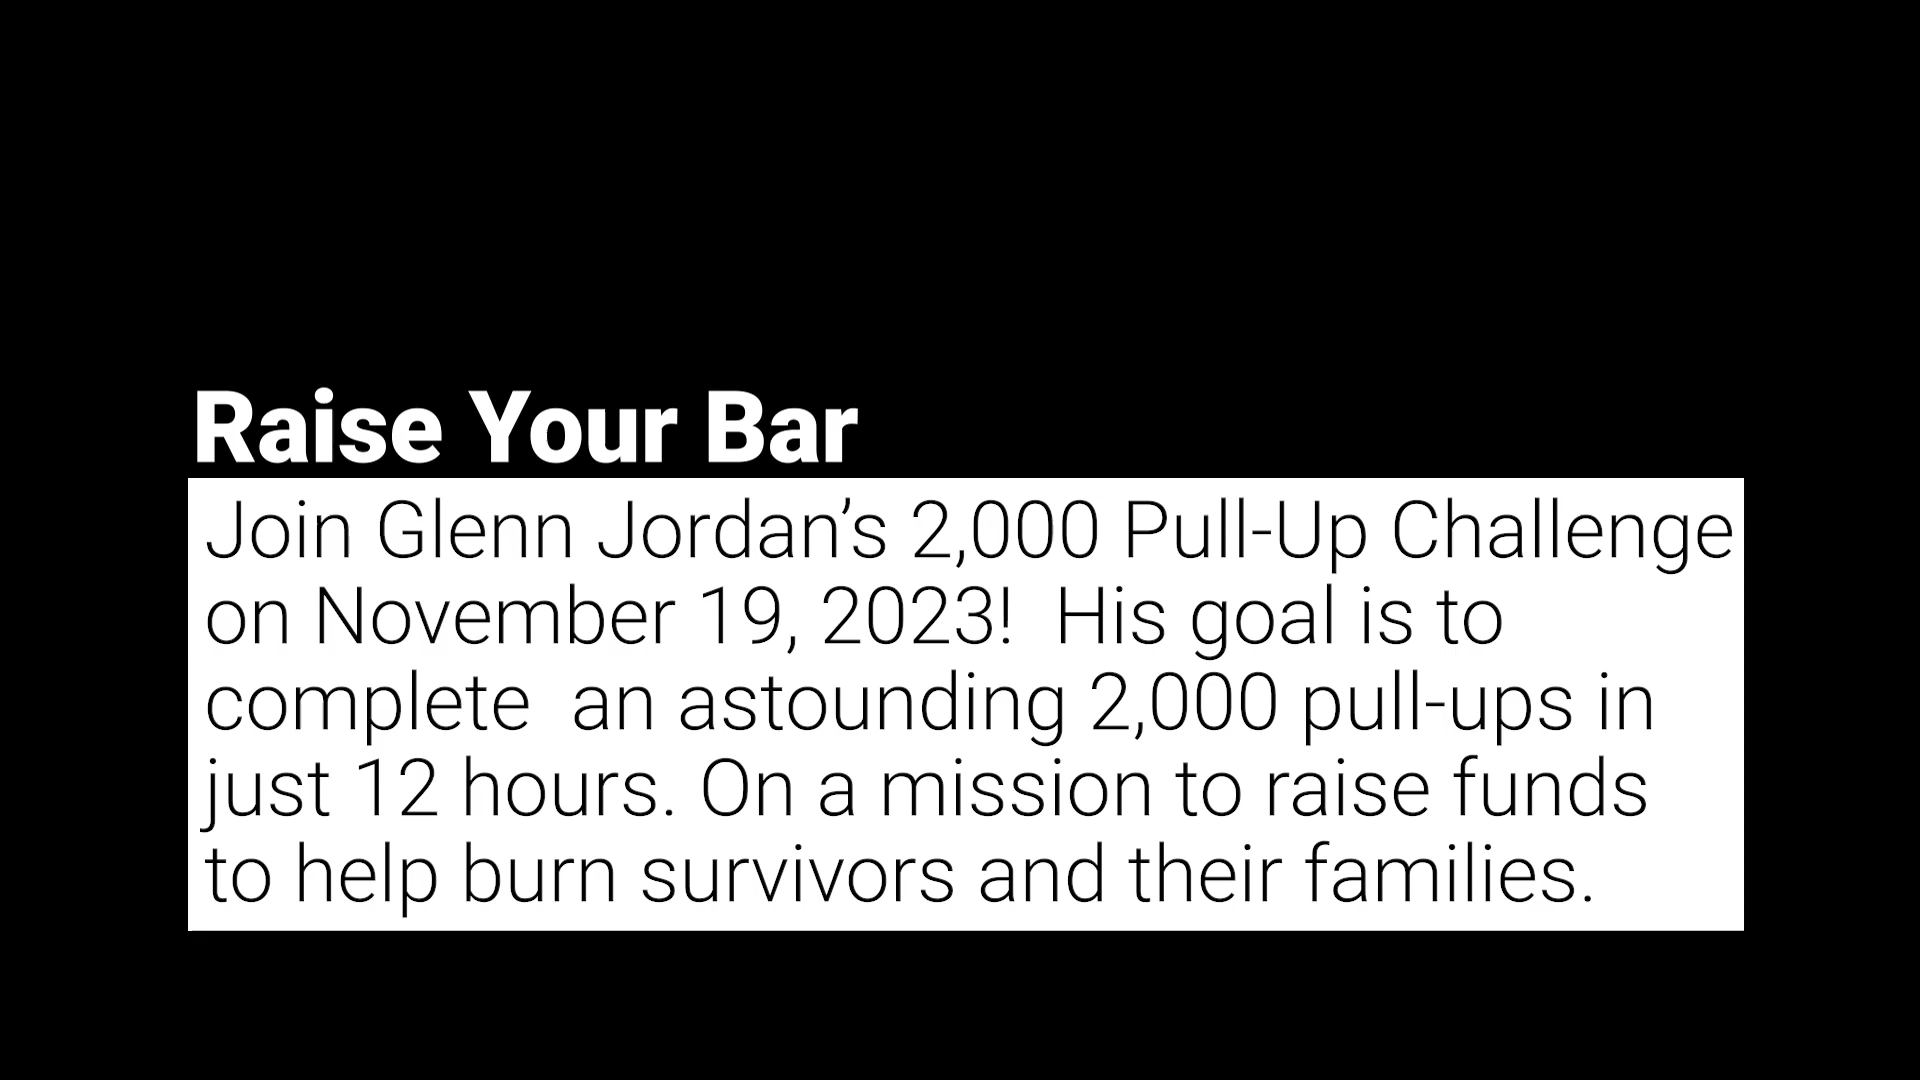 Raise Your Bar
Join Glenn Jordan’s 2,000 Pull-Up Challenge
on November 19, 2023!  His goal is to
complete  an astounding 2,000 pull-ups in
just 12 hours. On a mission to raise funds
to help burn survivors and their families.